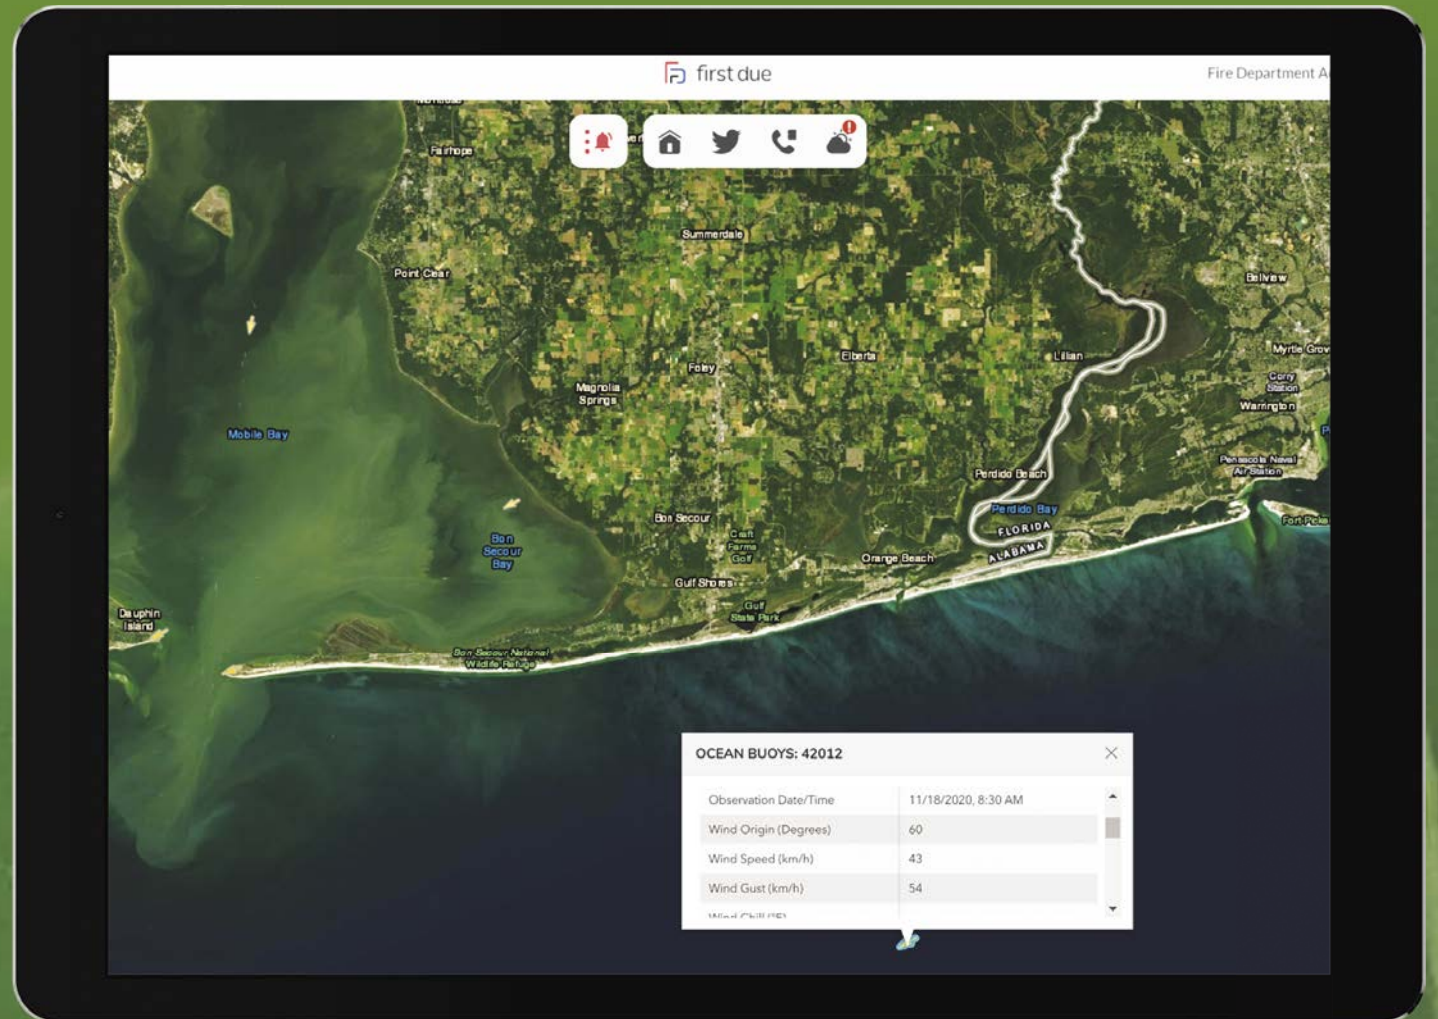 first due
Fire Department A
Fairhope
Summerdale
Point Clear
Bellview
Elberta
Lillian
Myrtle Grov
Foley
Magnolia
Springs
Corry
Station
Warrington
Mobile Bay
Pensacola Naval
Air Station
Perdido Beach
Perdido Bay
Bon Secour
FLORIDA
Fort Picke
Craft
Farms
Golf
Bon
Secour
Bay
ALABAMA
Orange Beach
Gulf Shores
Gulf
State Park
Dauphin
Island
Bon Secour National
Wildlife Refuge
OCEAN BUOYS: 42012
Observation Date/Time 11/18/2020, 8:30 AM
Wind Origin (Degrees) 60
Wind Speed (km/h) 43
Wind Gust (km/h) 54
Wind Chill (°F)